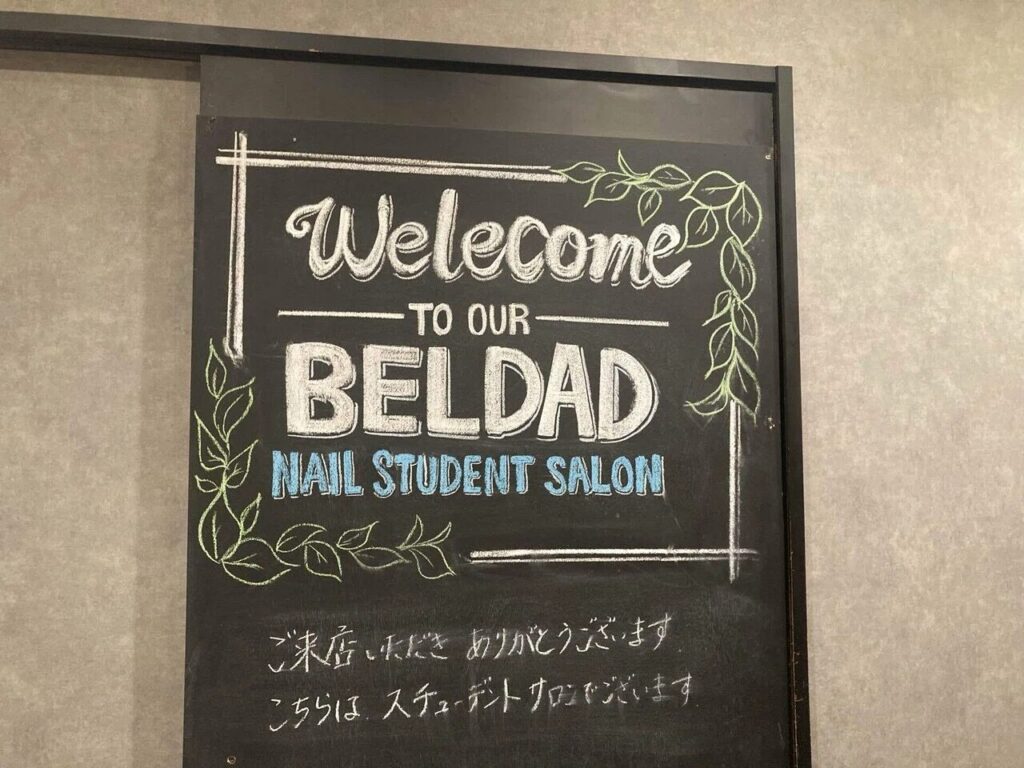 Welecome
TO OUR
BELDAD
NAIL STUDENT SALON
ご来店いただき ありがとうございます
こちらは スチューデントサロンでございます